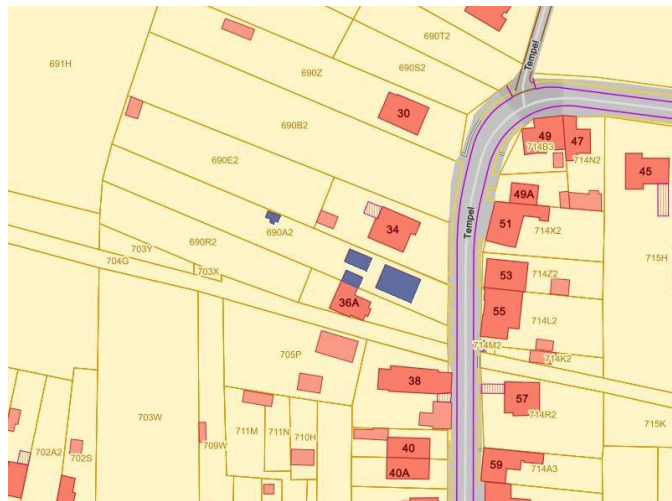 690T2
Tempel
691H
690S2
690Z
30
690B2
49
47
714B3
714N2
690E2
45
49A
34
51
690A2
714X2
690R2
703Y
715H
704G
703X
53
714Z2
36A
55
714L2
714M2
705P
714K2
38
57
703W
714R2
715K
711M
711N
710H
709W
40
702A2
702S
40A
59
714A3
Tempel